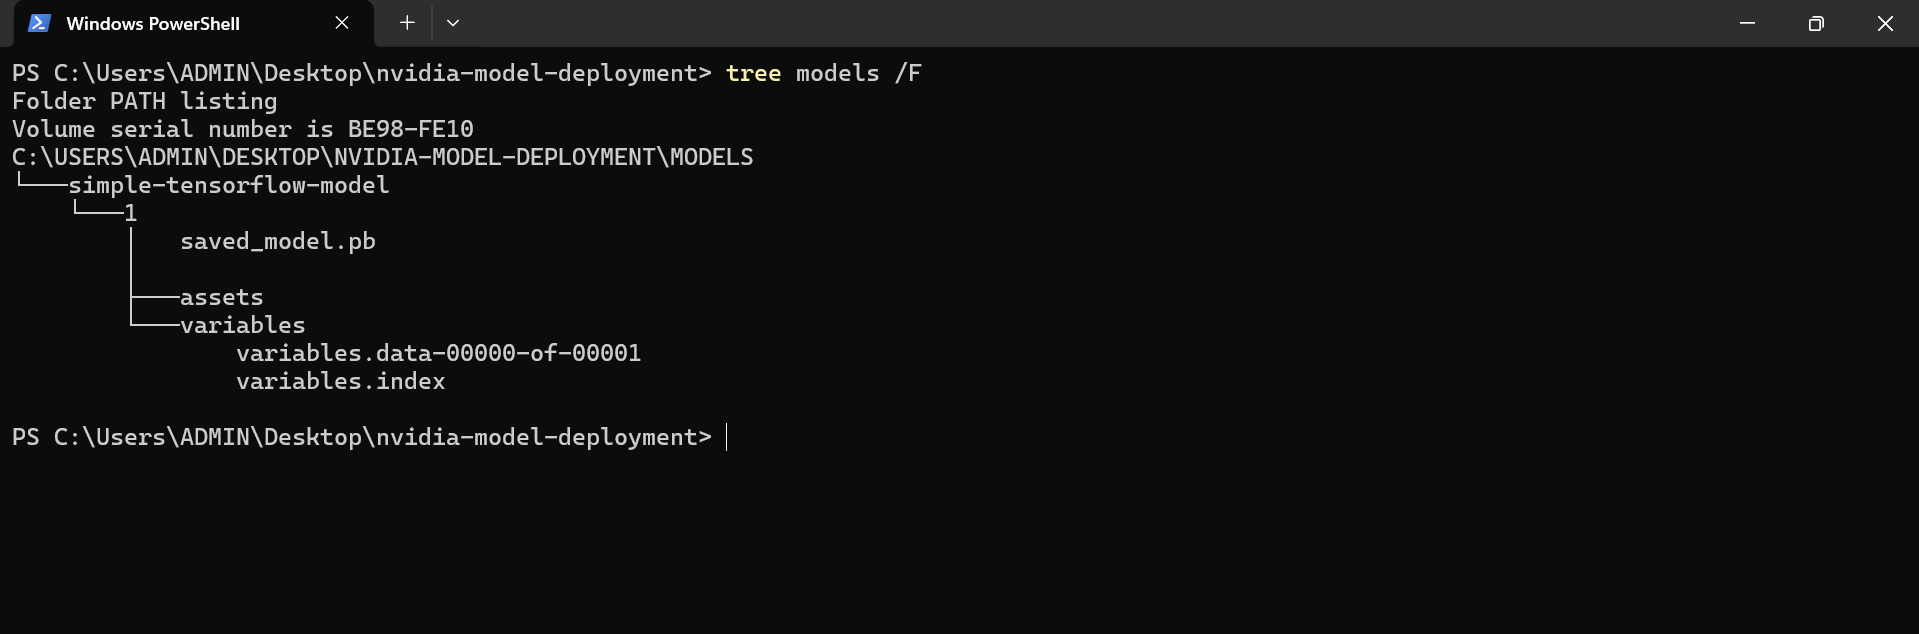 Windows PowerShell
PS C:\Users\ADMIN\Desktop\nvidia-model-deployment> tree models /F
Folder PATH listing
Volume serial number is BE98-FE10
C:\USERS\ADMIN\DESKTOP\NVIDIA-MODEL-DEPLOYMENT\MODELS
└───simple-tensorflow-model
    └───1
        │   saved_model.pb
        │
        ├───assets
        └───variables
                variables.data-00000-of-00001
                variables.index
PS C:\Users\ADMIN\Desktop\nvidia-model-deployment>